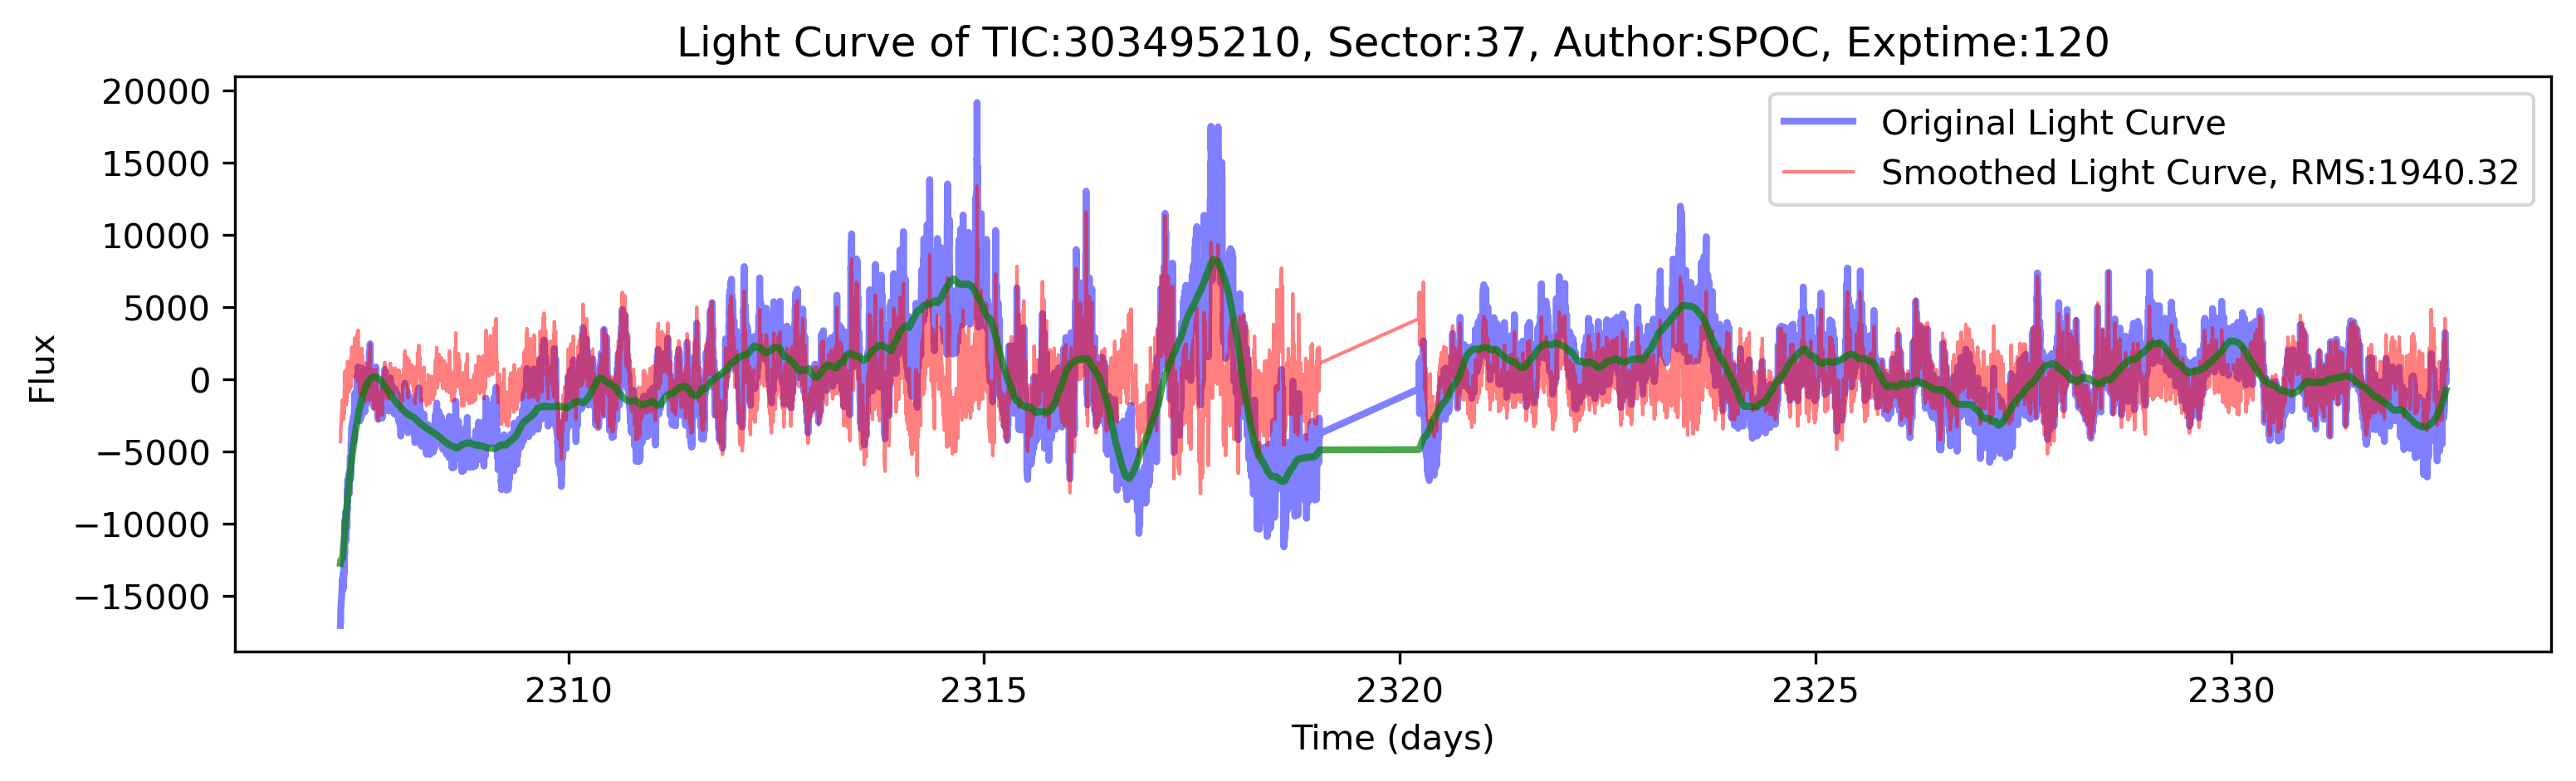 Light Curve of TIC:303495210, Sector:37, Author:SPOC, Exptime:120
Flux
20000
15000
10000
5000
0
−5000
−10000
−15000
Original Light Curve
Smoothed Light Curve, RMS:1940.32
2310
2315
2320
2325
2330
Time (days)